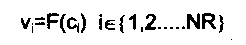 vᵢ=F(cᵢ) i∈{1,2.....NR}